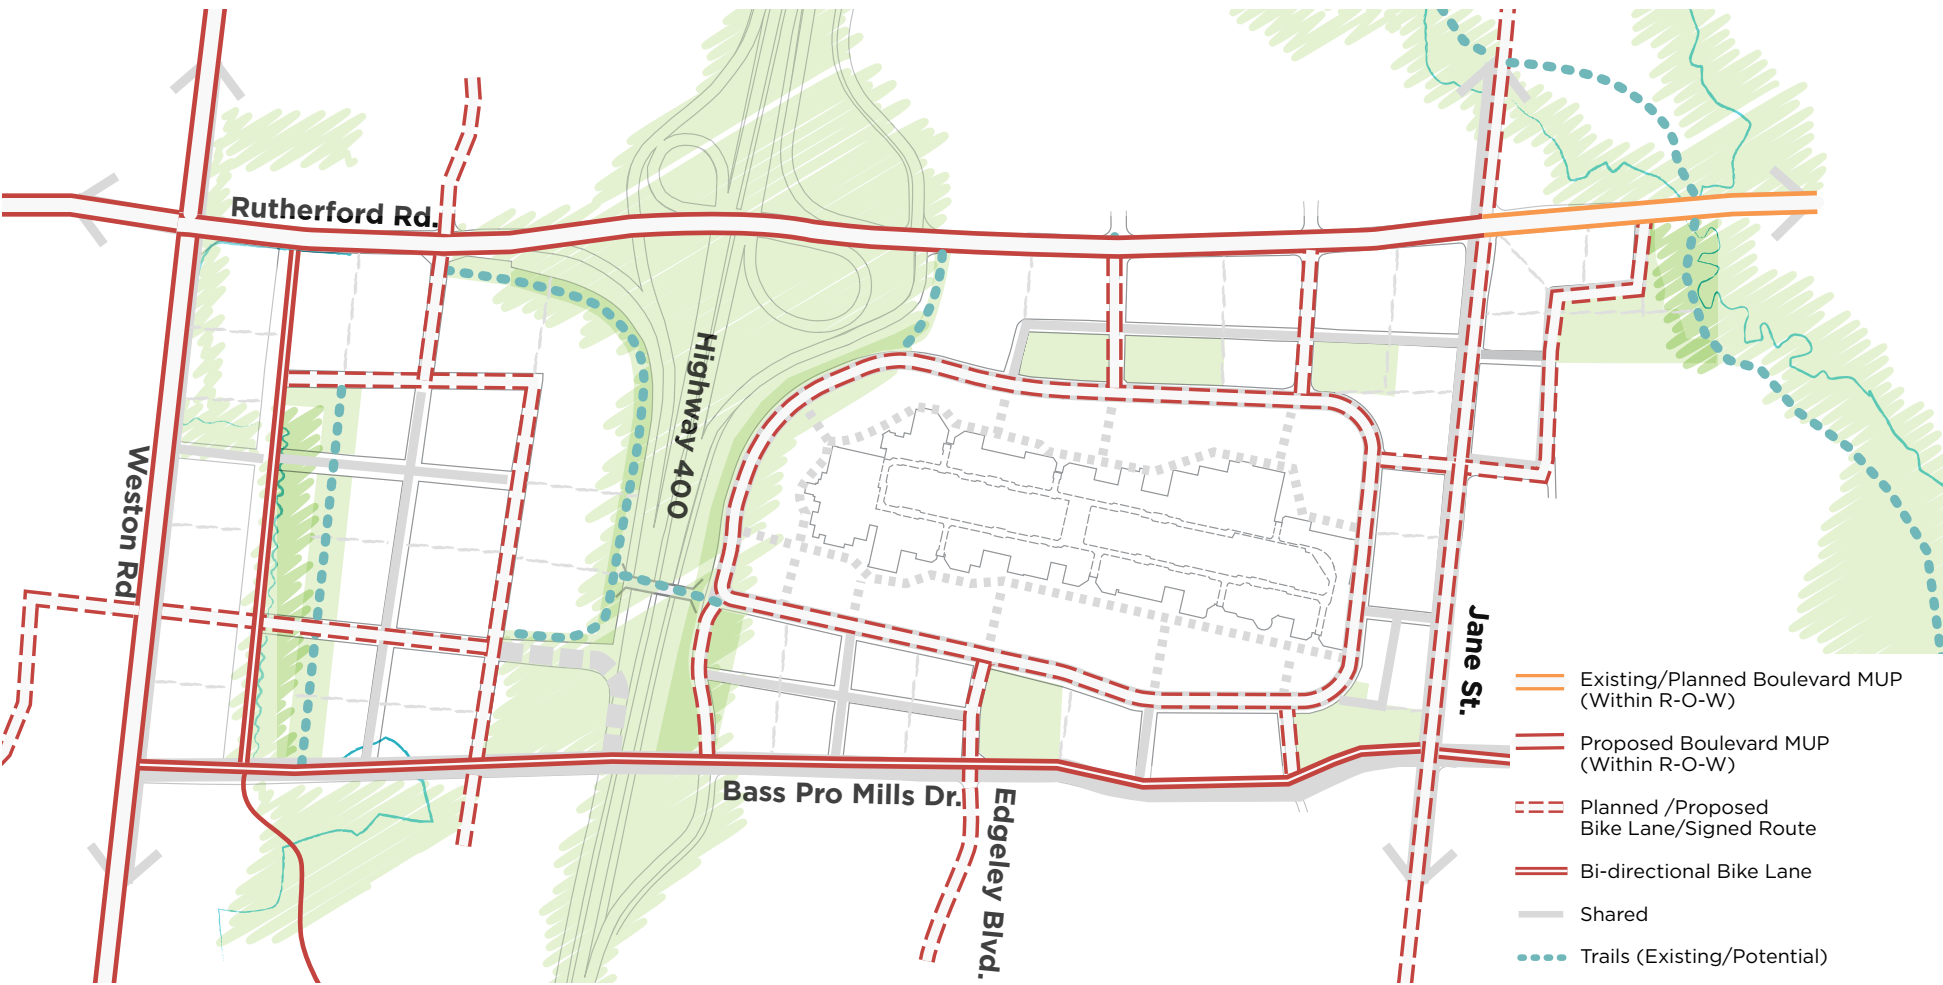 Rutherford Rd.
Highway 400
Weston Rd
Jane St.
Bass Pro Mills Dr.
Edgeley Blvd.
Existing/Planned Boulevard MUP
(Within R-O-W)
Proposed Boulevard MUP
(Within R-O-W)
Planned /Proposed
Bike Lane/Signed Route
Bi-directional Bike Lane
Shared
Trails (Existing/Potential)